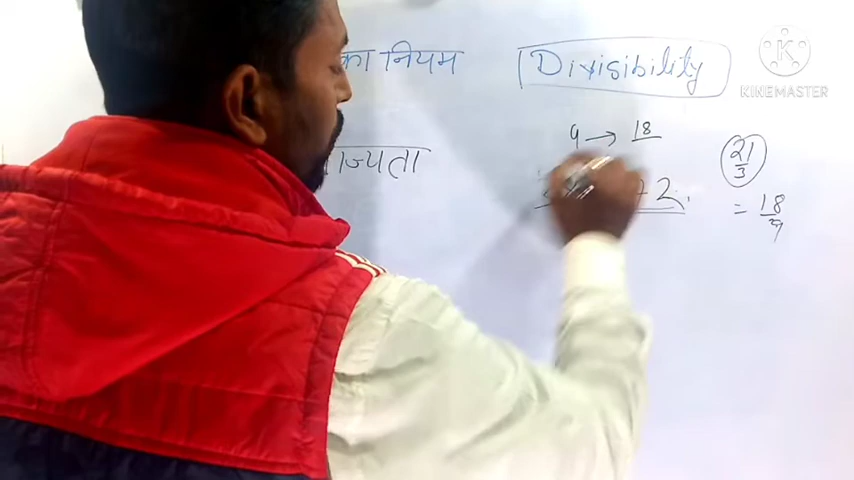 का नियम
Divisibility
KINEMASTER
9 → 18
21
3
ाज्यता
+ 2
= 18
9